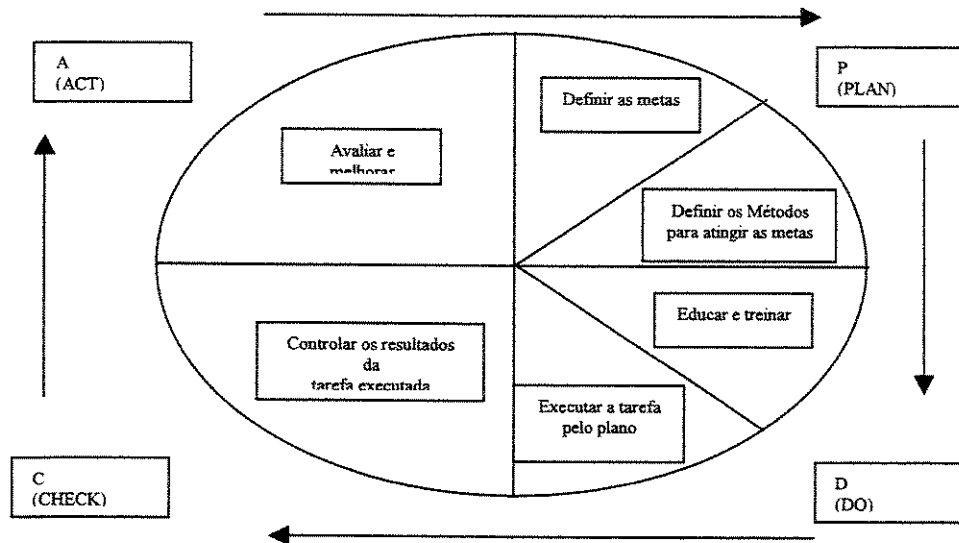 A
(ACT)
P
(PLAN)
Definir as metas
Avaliar e
melhorar
Definir os Métodos
para atingir as metas
Educar e treinar
Controlar os resultados
da
tarefa executada
Executar a tarefa
pelo plano
C
(CHECK)
D
(DO)